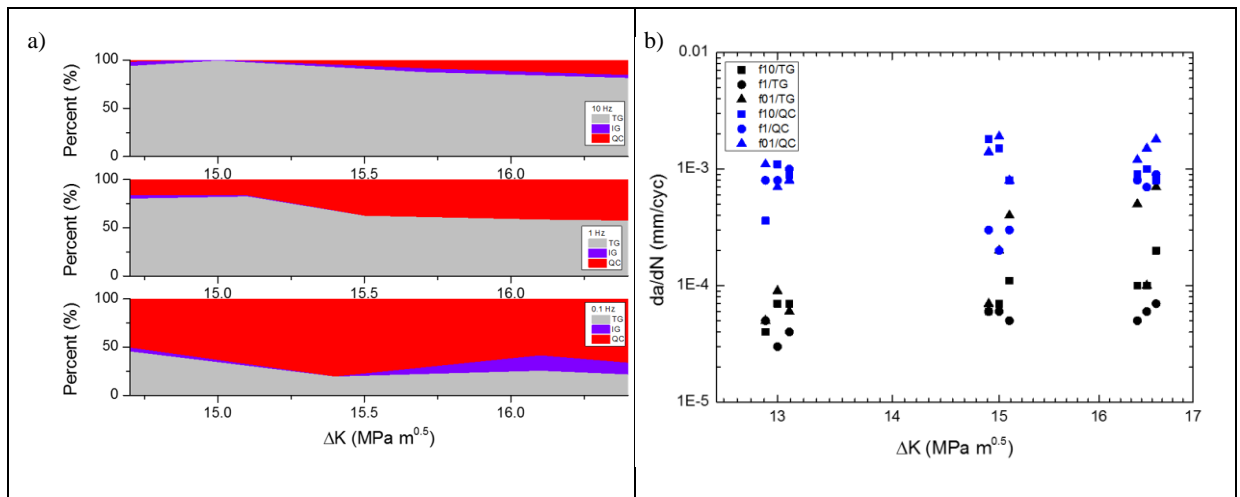 a)
100
50
0
Percent (%)
10 Hz
TG
IG
QC
15.0 15.5 16.0
100
50
0
Percent (%)
1 Hz
TG
IG
QC
15.0 15.5 16.0
100
50
0
Percent (%)
0.1 Hz
TG
IG
QC
15.0 15.5 16.0
ΔK (MPa m^0.5)
b)
0.01
1E-3
1E-4
1E-5
da/dN (mm/cyc)
f10/TG
f1/TG
f01/TG
f10/QC
f1/QC
f01/QC
13 14 15 16 17
ΔK (MPa m^0.5)